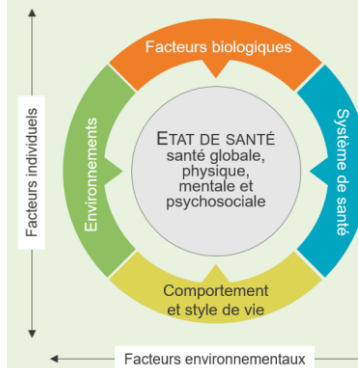 Facteurs biologiques
Facteurs individuels
Environnements
ETAT DE SANTÉ
santé globale,
physique,
mentale et
psychosociale
Système
de santé
Comportement
et style de vie
Facteurs environnementaux